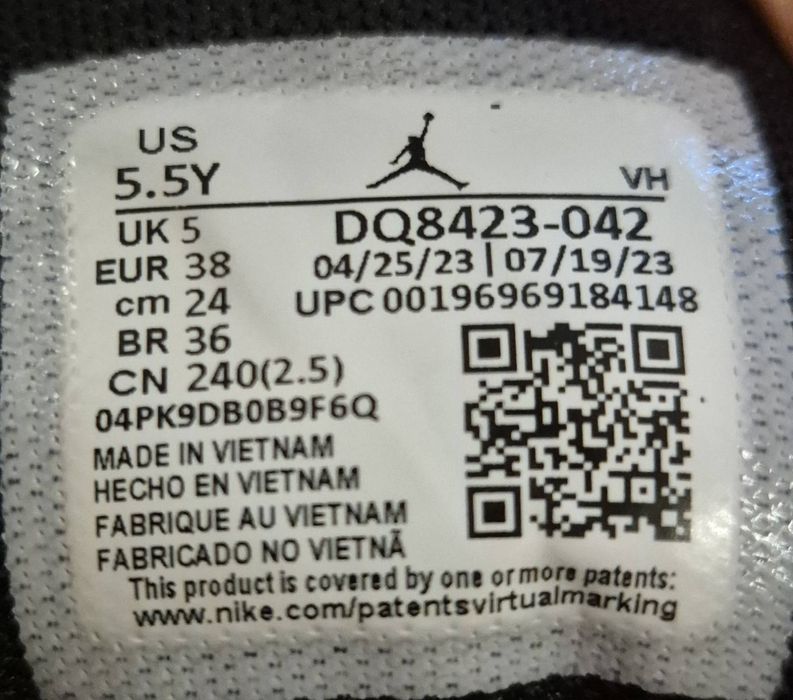 US
5.5Y
VH
UK 5
DQ8423-042
EUR 38
04/25/23 | 07/19/23
cm 24
UPC 00196969184148
BR 36
CN 240(2.5)
04PK9DB0B9F6Q
MADE IN VIETNAM
HECHO EN VIETNAM
FABRIQUE AU VIETNAM
FABRICADO NO VIETNÃ
This product is covered by one or more patents:
www.nike.com/patentsvirtualmarking